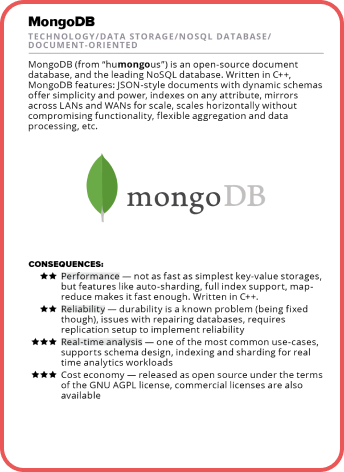 MongoDB
TECHNOLOGY/DATA STORAGE/NOSQL DATABASE/
DOCUMENT-ORIENTED
MongoDB (from “humongous”) is an open-source document
database, and the leading NoSQL database. Written in C++,
MongoDB features: JSON-style documents with dynamic schemas
offer simplicity and power, indexes on any attribute, mirrors
across LANs and WANs for scale, scales horizontally without
compromising functionality, flexible aggregation and data
processing, etc.
mongoDB
CONSEQUENCES:
★★ Performance — not as fast as simplest key-value storages,
but features like auto-sharding, full index support, map-
reduce makes it fast enough. Written in C++.
★★ Reliability — durability is a known problem (being fixed
though), issues with repairing databases, requires
replication setup to implement reliability
★★★ Real-time analysis — one of the most common use-cases,
supports schema design, indexing and sharding for real
time analytics workloads
★★★ Cost economy — released as open source under the terms
of the GNU AGPL license, commercial licenses are also
available